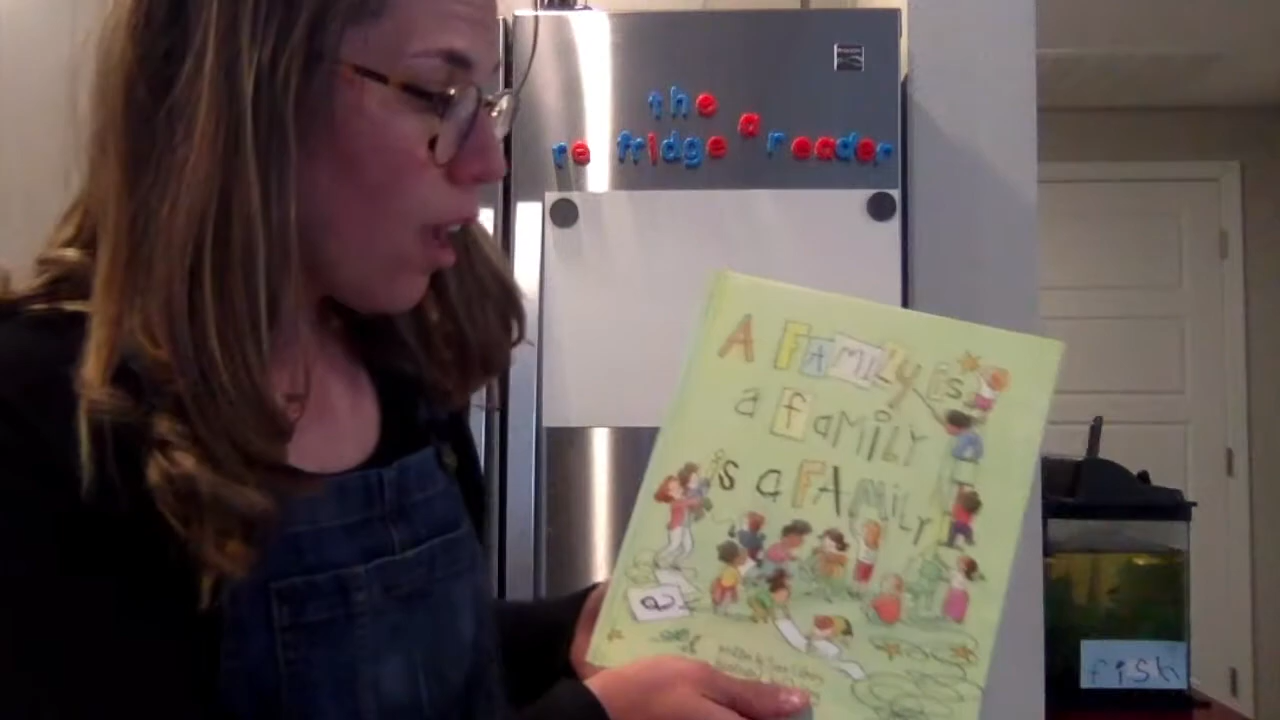 the
re fridge a reader
A FAMiLy is
a fAMiLY
is a FAMiLY
a
fish